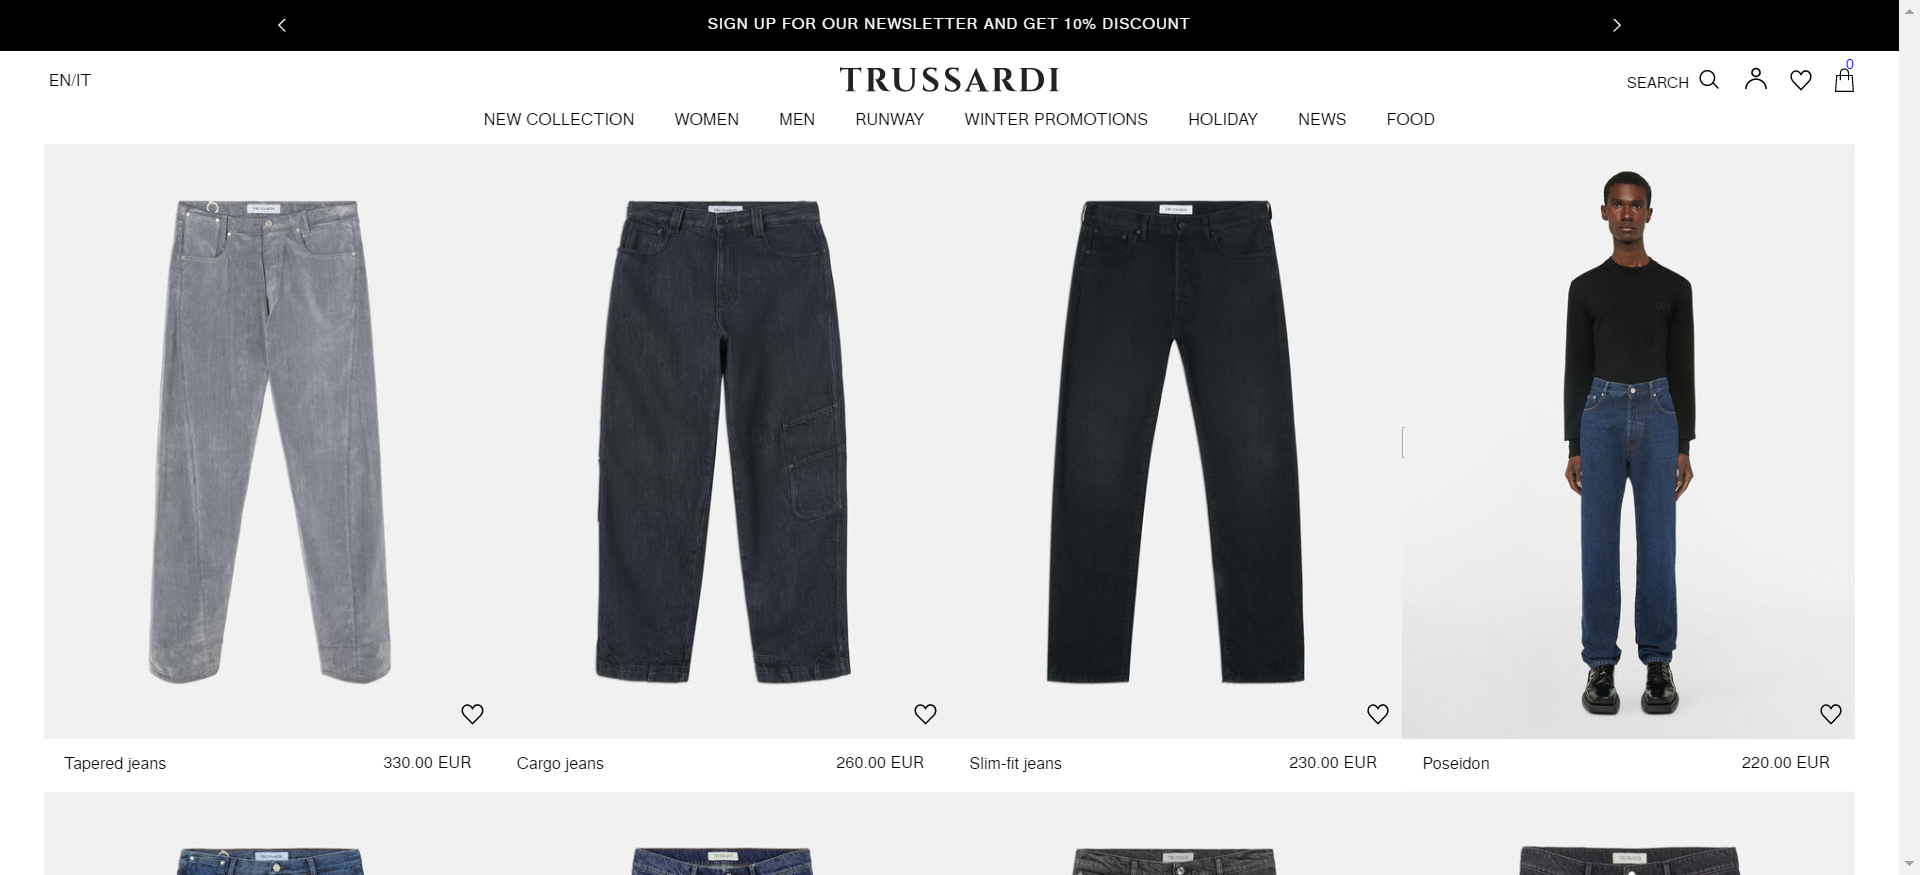 SIGN UP FOR OUR NEWSLETTER AND GET 10% DISCOUNT
EN/IT
TRUSSARDI
SEARCH
0
NEW COLLECTION WOMEN MEN RUNWAY WINTER PROMOTIONS HOLIDAY NEWS FOOD
Tapered jeans 330.00 EUR
Cargo jeans 260.00 EUR
Slim-fit jeans 230.00 EUR
Poseidon 220.00 EUR